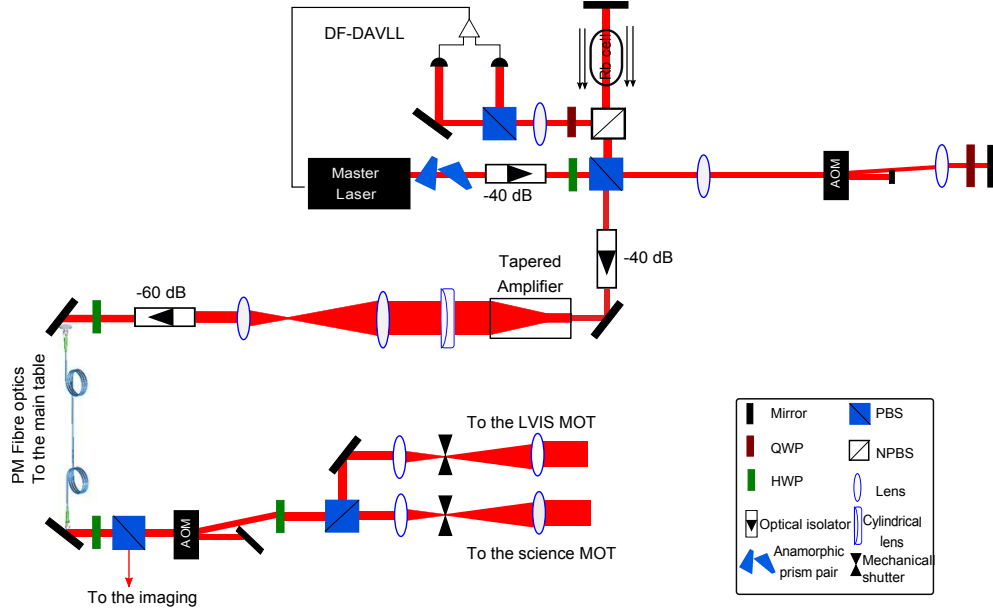 DF-DAVLL
Rb cell
Master
Laser
-40 dB
AOM
-40 dB
Tapered
Amplifier
-60 dB
PM Fibre optics
To the main table
To the LVIS MOT
AOM
To the science MOT
To the imaging
Mirror
PBS
QWP
NPBS
HWP
Lens
Optical isolator
Cylindrical
lens
Anamorphic
prism pair
Mechanicall
shutter